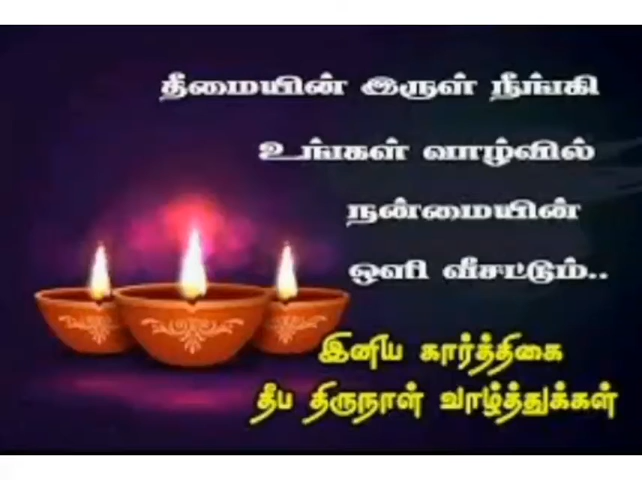 தீமையின் இருள் நீங்கி
உங்கள் வாழ்வில்
நன்மையின்
ஒளி வீசட்டும்..
இனிய கார்த்திகை
தீப திருநாள் வாழ்த்துக்கள்